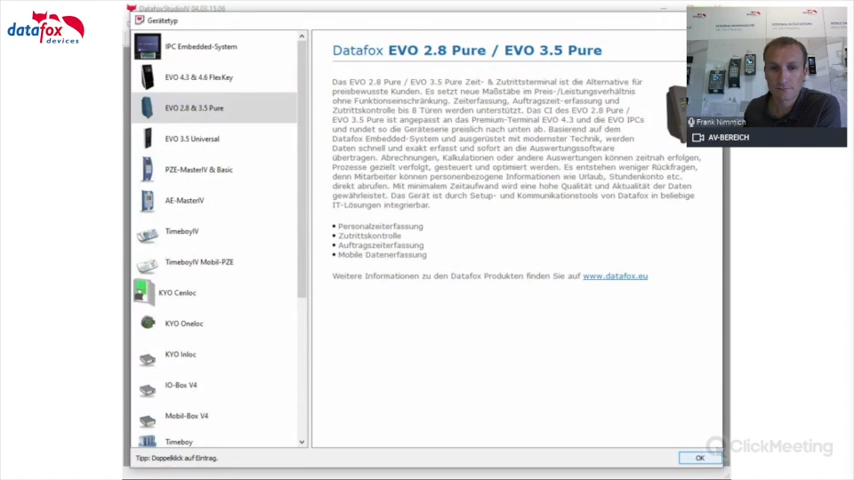 datafox
devices
DatafoxStudioIV 04.03.15.06
Gerätetyp
IPC Embedded-System
EVO 4.3 & 4.6 FlexKey
EVO 2.8 & 3.5 Pure
EVO 3.5 Universal
PZE-MasterIV & Basic
AE-MasterIV
TimeboyIV
TimeboyIV Mobil-PZE
KYO Cenloc
KYO Oneloc
KYO Inloc
IO-Box V4
Mobil-Box V4
Timeboy
Tipp: Doppelklick auf Eintrag.
Datafox EVO 2.8 Pure / EVO 3.5 Pure
Das EVO 2.8 Pure / EVO 3.5 Pure Zeit- & Zutrittsterminal ist die Alternative für
preisbewusste Kunden. Es setzt neue Maßstäbe im Preis-/Leistungsverhältnis
ohne Funktionseinschränkung. Zeiterfassung, Auftragszeit-erfassung und
Zutrittskontrolle bis 8 Türen werden unterstützt. Das CI des EVO 2.8 Pure /
EVO 3.5 Pure ist angepasst an das Premium-Terminal EVO 4.3 und die EVO IPCs
und rundet so die Geräteserie preislich nach unten ab. Basierend auf dem
Datafox Embedded-System und ausgerüstet mit modernster Technik, werden
Daten schnell und exakt erfasst und sofort an die Auswertungssoftware
übertragen. Abrechnungen, Kalkulationen oder andere Auswertungen können zeitnah erfolgen,
Prozesse gezielt verfolgt, gesteuert und optimiert werden. Es entstehen weniger Rückfragen,
denn Mitarbeiter können personenbezogene Informationen wie Urlaub, Stundenkonto etc.
direkt abrufen. Mit minimalem Zeitaufwand wird eine hohe Qualität und Aktualität der Daten
gewährleistet. Das Gerät ist durch Setup- und Kommunikationstools von Datafox in beliebige
IT-Lösungen integrierbar.
• Personalzeiterfassung
• Zutrittskontrolle
• Auftragszeiterfassung
• Mobile Datenerfassung
Weitere Informationen zu den Datafox Produkten finden Sie auf www.datafox.eu
OK
Frank Nimmich
AV-BEREICH
ClickMeeting